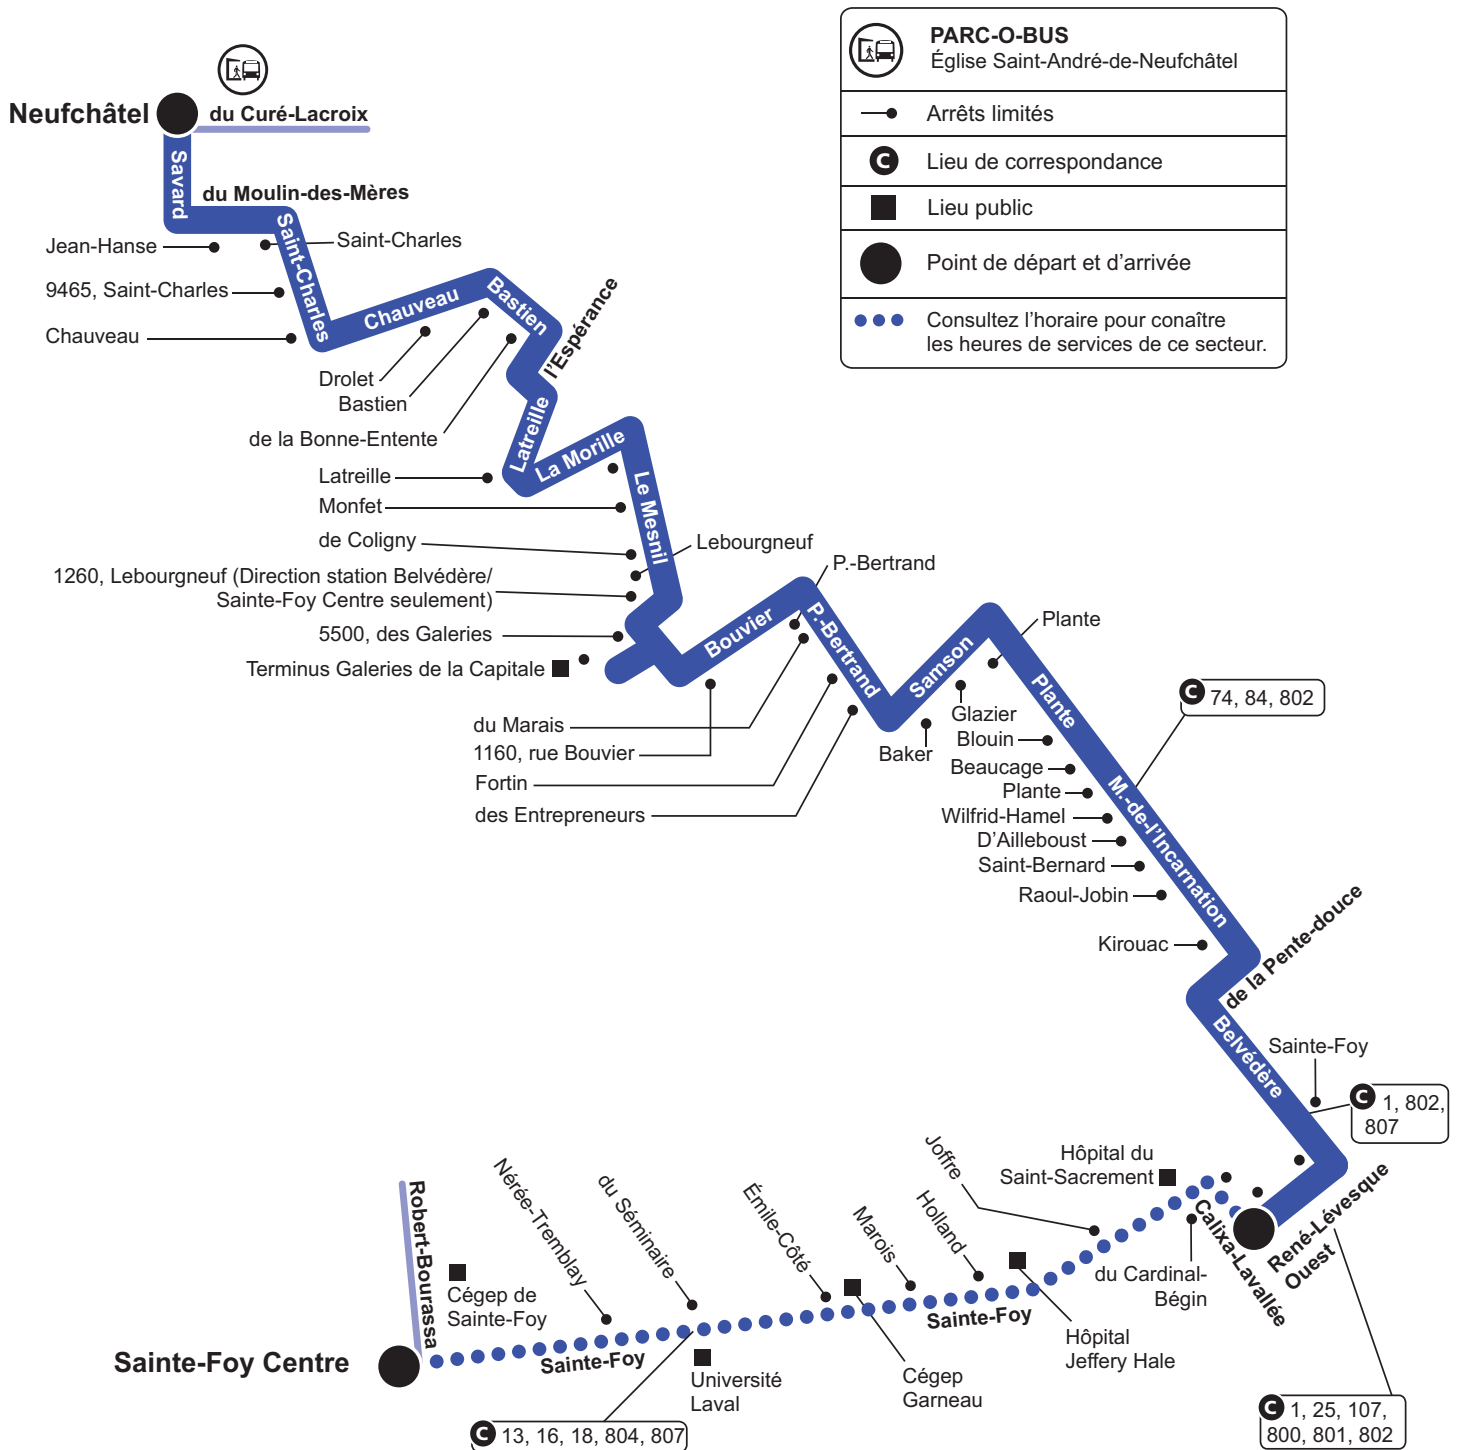 PARC-O-BUS
Église Saint-André-de-Neufchâtel
Arrêts limités
C Lieu de correspondance
Lieu public
Point de départ et d'arrivée
Consultez l'horaire pour conaître
les heures de services de ce secteur.
Neufchâtel
du Curé-Lacroix
Savard
du Moulin-des-Mères
Jean-Hanse
Saint-Charles
9465, Saint-Charles
Saint-Charles
Chauveau
Chauveau
Bastien
l'Espérance
Drolet
Bastien
de la Bonne-Entente
Latreille
Latreille
La Morille
Monfet
Le Mesnil
de Coligny
Lebourgneuf
1260, Lebourgneuf (Direction station Belvédère/
Sainte-Foy Centre seulement)
5500, des Galeries
Terminus Galeries de la Capitale
Bouvier
P.-Bertrand
P.-Bertrand
du Marais
1160, rue Bouvier
Fortin
des Entrepreneurs
Samson
Plante
Plante
Baker
Glazier
Blouin
Beaucage
Plante
Wilfrid-Hamel
D'Ailleboust
Saint-Bernard
Raoul-Jobin
Kirouac
C 74, 84, 802
M.-de-l'Incarnation
de la Pente-douce
Belvédère
Sainte-Foy
C 1, 802,
807
René-Lévesque
Ouest
Calixa-Lavallée
C 1, 25, 107,
800, 801, 802
Hôpital du
Saint-Sacrement
du Cardinal-
Bégin
Joffre
Hôpital
Jeffery Hale
Holland
Sainte-Foy
Marois
Cégep
Garneau
Émile-Côté
du Séminaire
Université
Laval
C 13, 16, 18, 804, 807
Nérée-Tremblay
Sainte-Foy
Cégep de
Sainte-Foy
Robert-Bourassa
Sainte-Foy Centre